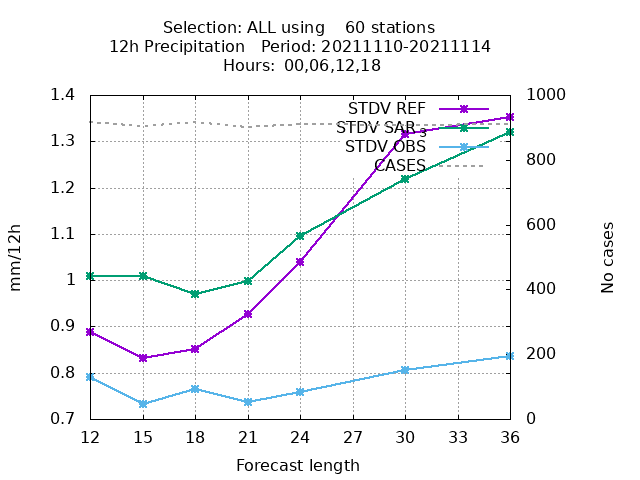 Selection: ALL using    60 stations
12h Precipitation   Period: 20211110-20211114
Hours: 00,06,12,18
STDV REF
STDV SAR_s
STDV OBS
CASES
1.4
1.3
1.2
1.1
1
0.9
0.8
0.7
mm/12h
1000
800
600
400
200
0
No cases
12 15 18 21 24 27 30 33 36
Forecast length